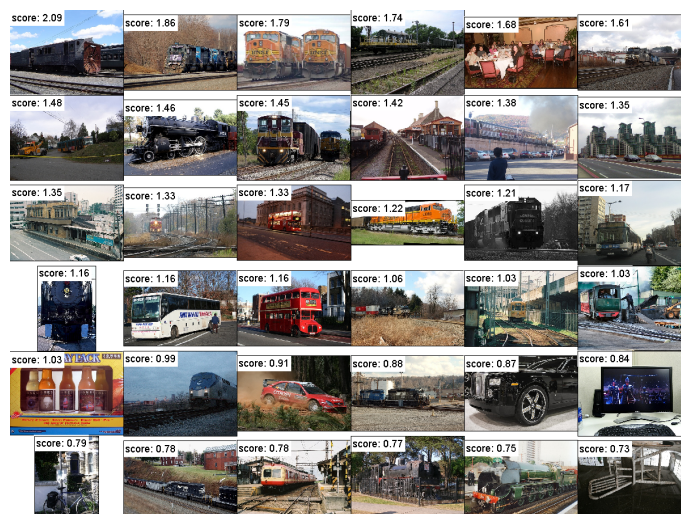 score: 2.09
score: 1.86
score: 1.79
score: 1.74
score: 1.68
score: 1.61
score: 1.48
score: 1.46
score: 1.45
score: 1.42
score: 1.38
score: 1.35
score: 1.35
score: 1.33
score: 1.33
score: 1.22
score: 1.21
score: 1.17
score: 1.16
score: 1.16
score: 1.16
score: 1.06
score: 1.03
score: 1.03
score: 1.03
score: 0.99
score: 0.91
score: 0.88
score: 0.87
score: 0.84
score: 0.79
score: 0.78
score: 0.78
score: 0.77
score: 0.75
score: 0.73